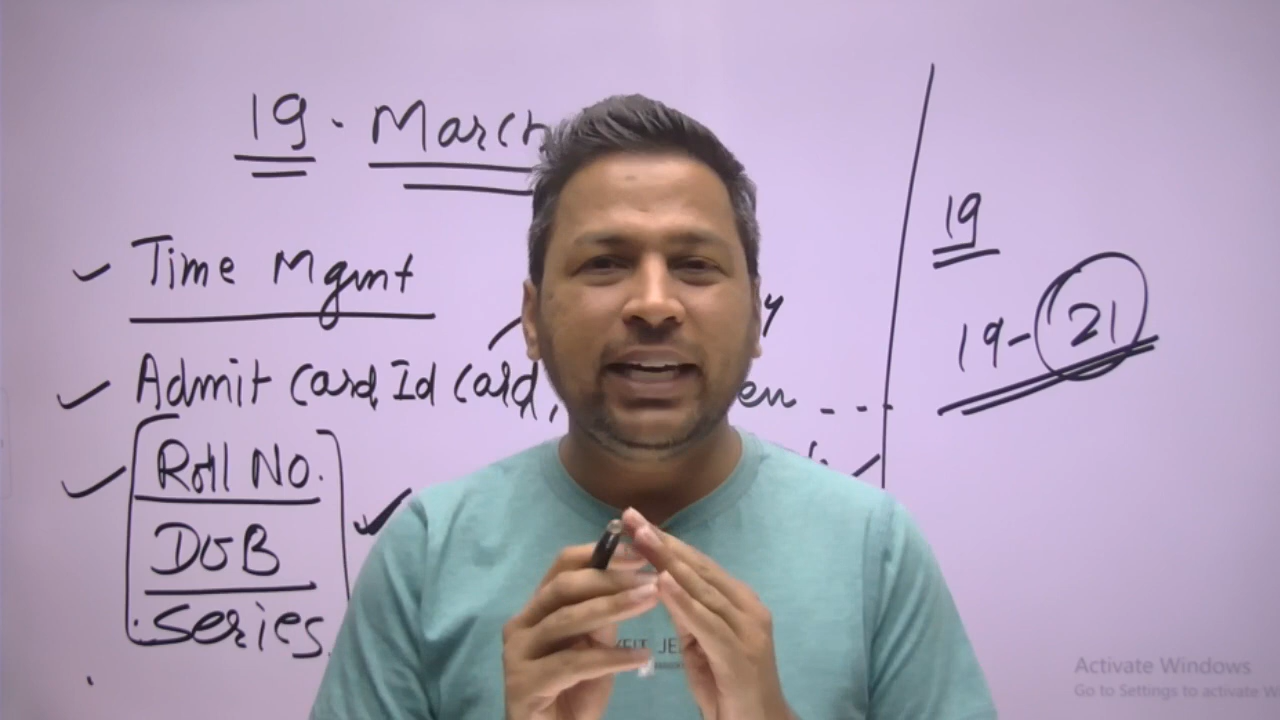 19 · March
Time Mgmt
Admit Card, Id Card, en ---
Roll No.
DOB
Series
19
19-21
Activate Windows
Go to Settings to activate W